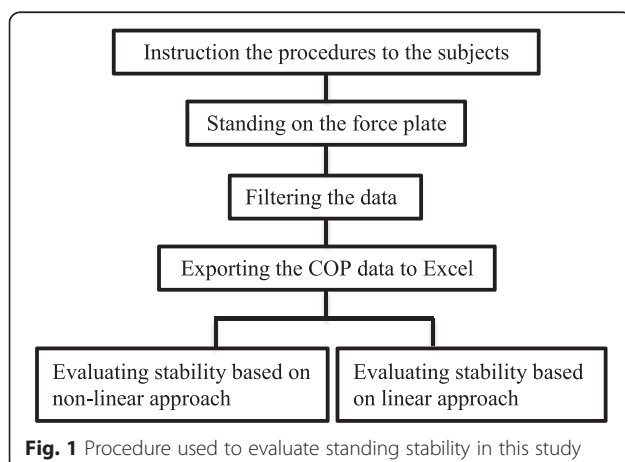 Instruction the procedures to the subjects
Standing on the force plate
Filtering the data
Exporting the COP data to Excel
Evaluating stability based on
non-linear approach
Evaluating stability based
on linear approach
Fig. 1 Procedure used to evaluate standing stability in this study